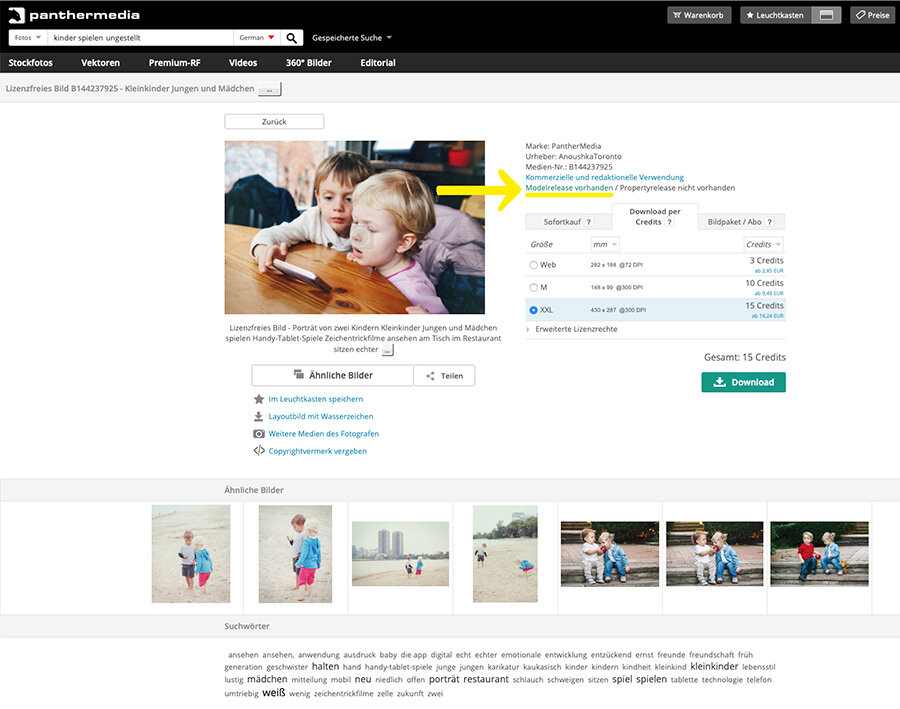 panthermedia
Warenkorb
Leuchtkasten
Preise
Fotos
kinder spielen ungestellt
German
Gespeicherte Suche
Stockfotos
Vektoren
Premium-RF
Videos
360° Bilder
Editorial
Lizenzfreies Bild B144237925 - Kleinkinder Jungen und Mädchen ...
Zurück
Marke: PantherMedia
Urheber: AnoushkaToronto
Medien-Nr.: B144237925
Kommerzielle und redaktionelle Verwendung
Modelrelease vorhanden / Propertyrelease nicht vorhanden
Sofortkauf ?
Download per
Credits ?
Bildpaket / Abo ?
Größe
mm
Credits
Web
282 x 188 @72 DPI
3 Credits
ab 2,85 EUR
M
148 x 99 @300 DPI
10 Credits
ab 9,49 EUR
XXL
430 x 287 @300 DPI
15 Credits
ab 14,24 EUR
Erweiterte Lizenzrechte
Gesamt: 15 Credits
Download
Lizenzfreies Bild - Porträt von zwei Kindern Kleinkinder Jungen und Mädchen
spielen Handy-Tablet-Spiele Zeichentrickfilme ansehen am Tisch im Restaurant
sitzen echter ...
Ähnliche Bilder
Teilen
Im Leuchtkasten speichern
Layoutbild mit Wasserzeichen
Weitere Medien des Fotografen
Copyrightvermerk vergeben
Ähnliche Bilder
Suchwörter
ansehen ansehen, anwendung ausdruck baby die app digital echt echter emotionale entwicklung entzückend ernst freunde freundschaft früh
generation geschwister halten hand handy-tablet-spiele junge jungen karikatur kaukasisch kinder kindern kindheit kleinkind kleinkinder lebensstil
lustig mädchen mitteilung mobil neu niedlich offen porträt restaurant schlauch schweigen sitzen spiel spielen tablette technologie telefon
umtriebig weiß wenig zeichentrickfilme zelle zukunft zwei